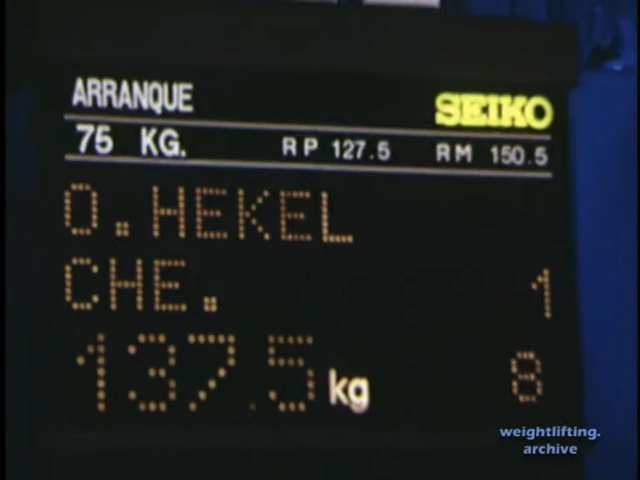 ARRANQUE SEIKO
75 KG. RP 127.5 RM 150.5
O.HEKEL
CHE. 1
137.5 kg 8
weightlifting.
archive